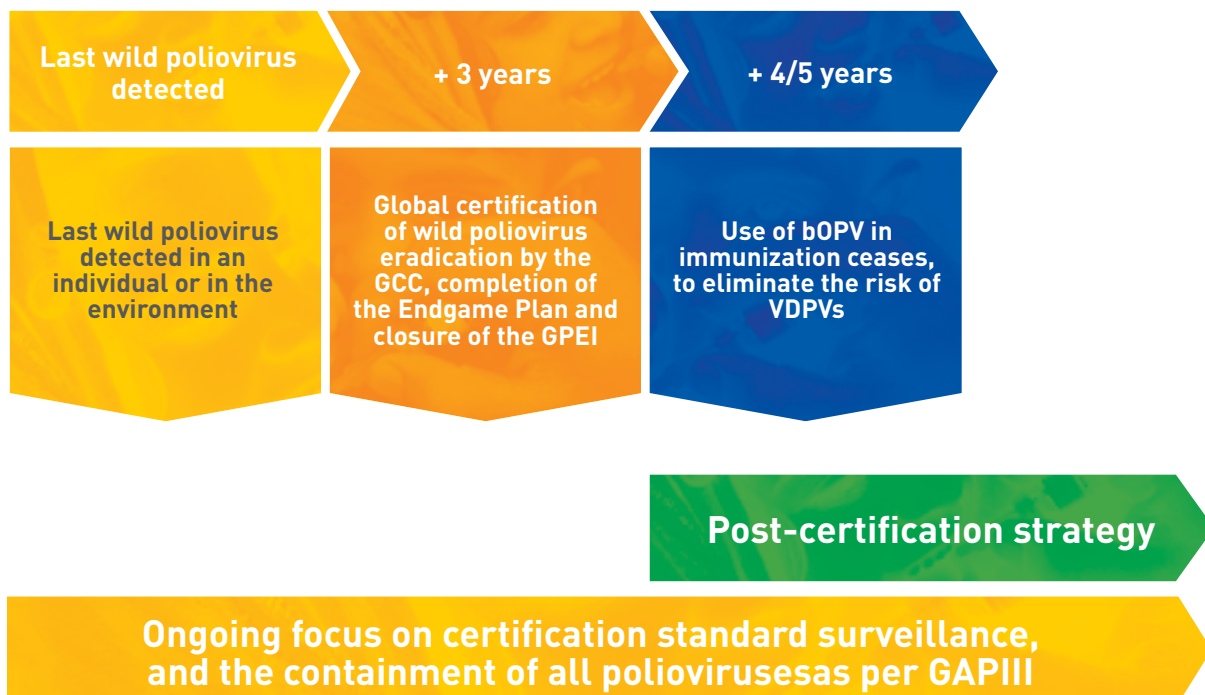 Last wild poliovirus
detected
+ 3 years
+ 4/5 years
Last wild poliovirus
detected in an
individual or in the
environment
Global certification
of wild poliovirus
eradication by the
GCC, completion of
the Endgame Plan and
closure of the GPEI
Use of bOPV in
immunization ceases,
to eliminate the risk of
VDPVs
Post-certification strategy
Ongoing focus on certification standard surveillance,
and the containment of all poliovirusesas per GAPIII